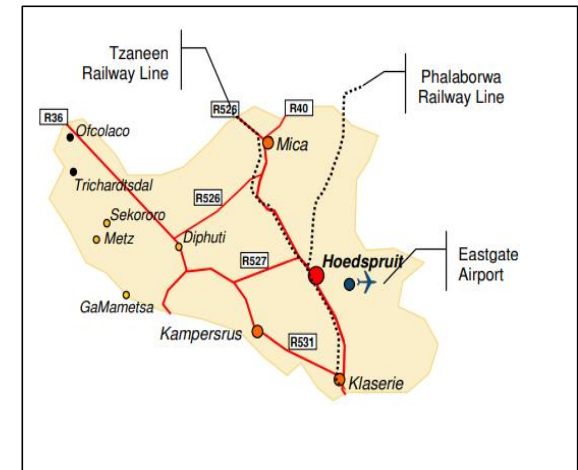 Tzaneen
Railway Line
Phalaborwa
Railway Line
R526
R40
R36
Ofcolaco
Mica
Trichardtsdal
R526
Sekororo
Metz
Diphuti
R527
Hoedspruit
Eastgate
Airport
GaMametsa
Kampersrus
R531
Klaserie